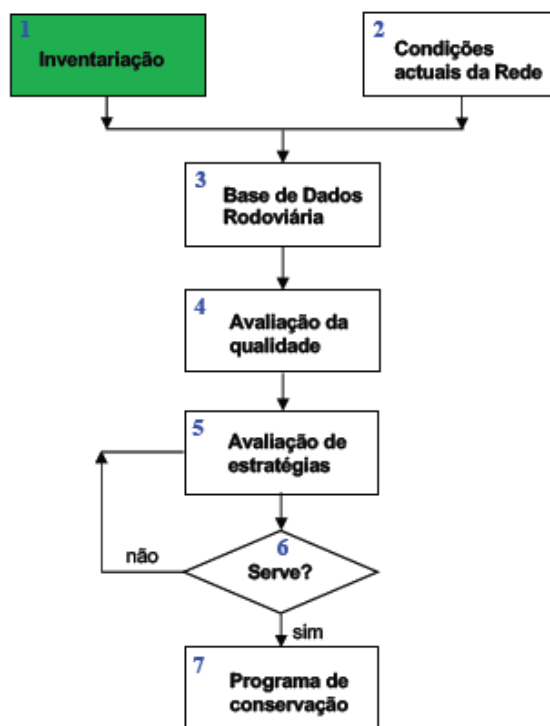 1
Inventariação
2
Condições
actuais da Rede
3
Base de Dados
Rodoviária
4
Avaliação da
qualidade
5
Avaliação de
estratégias
6
Serve?
não
sim
7
Programa de
conservação